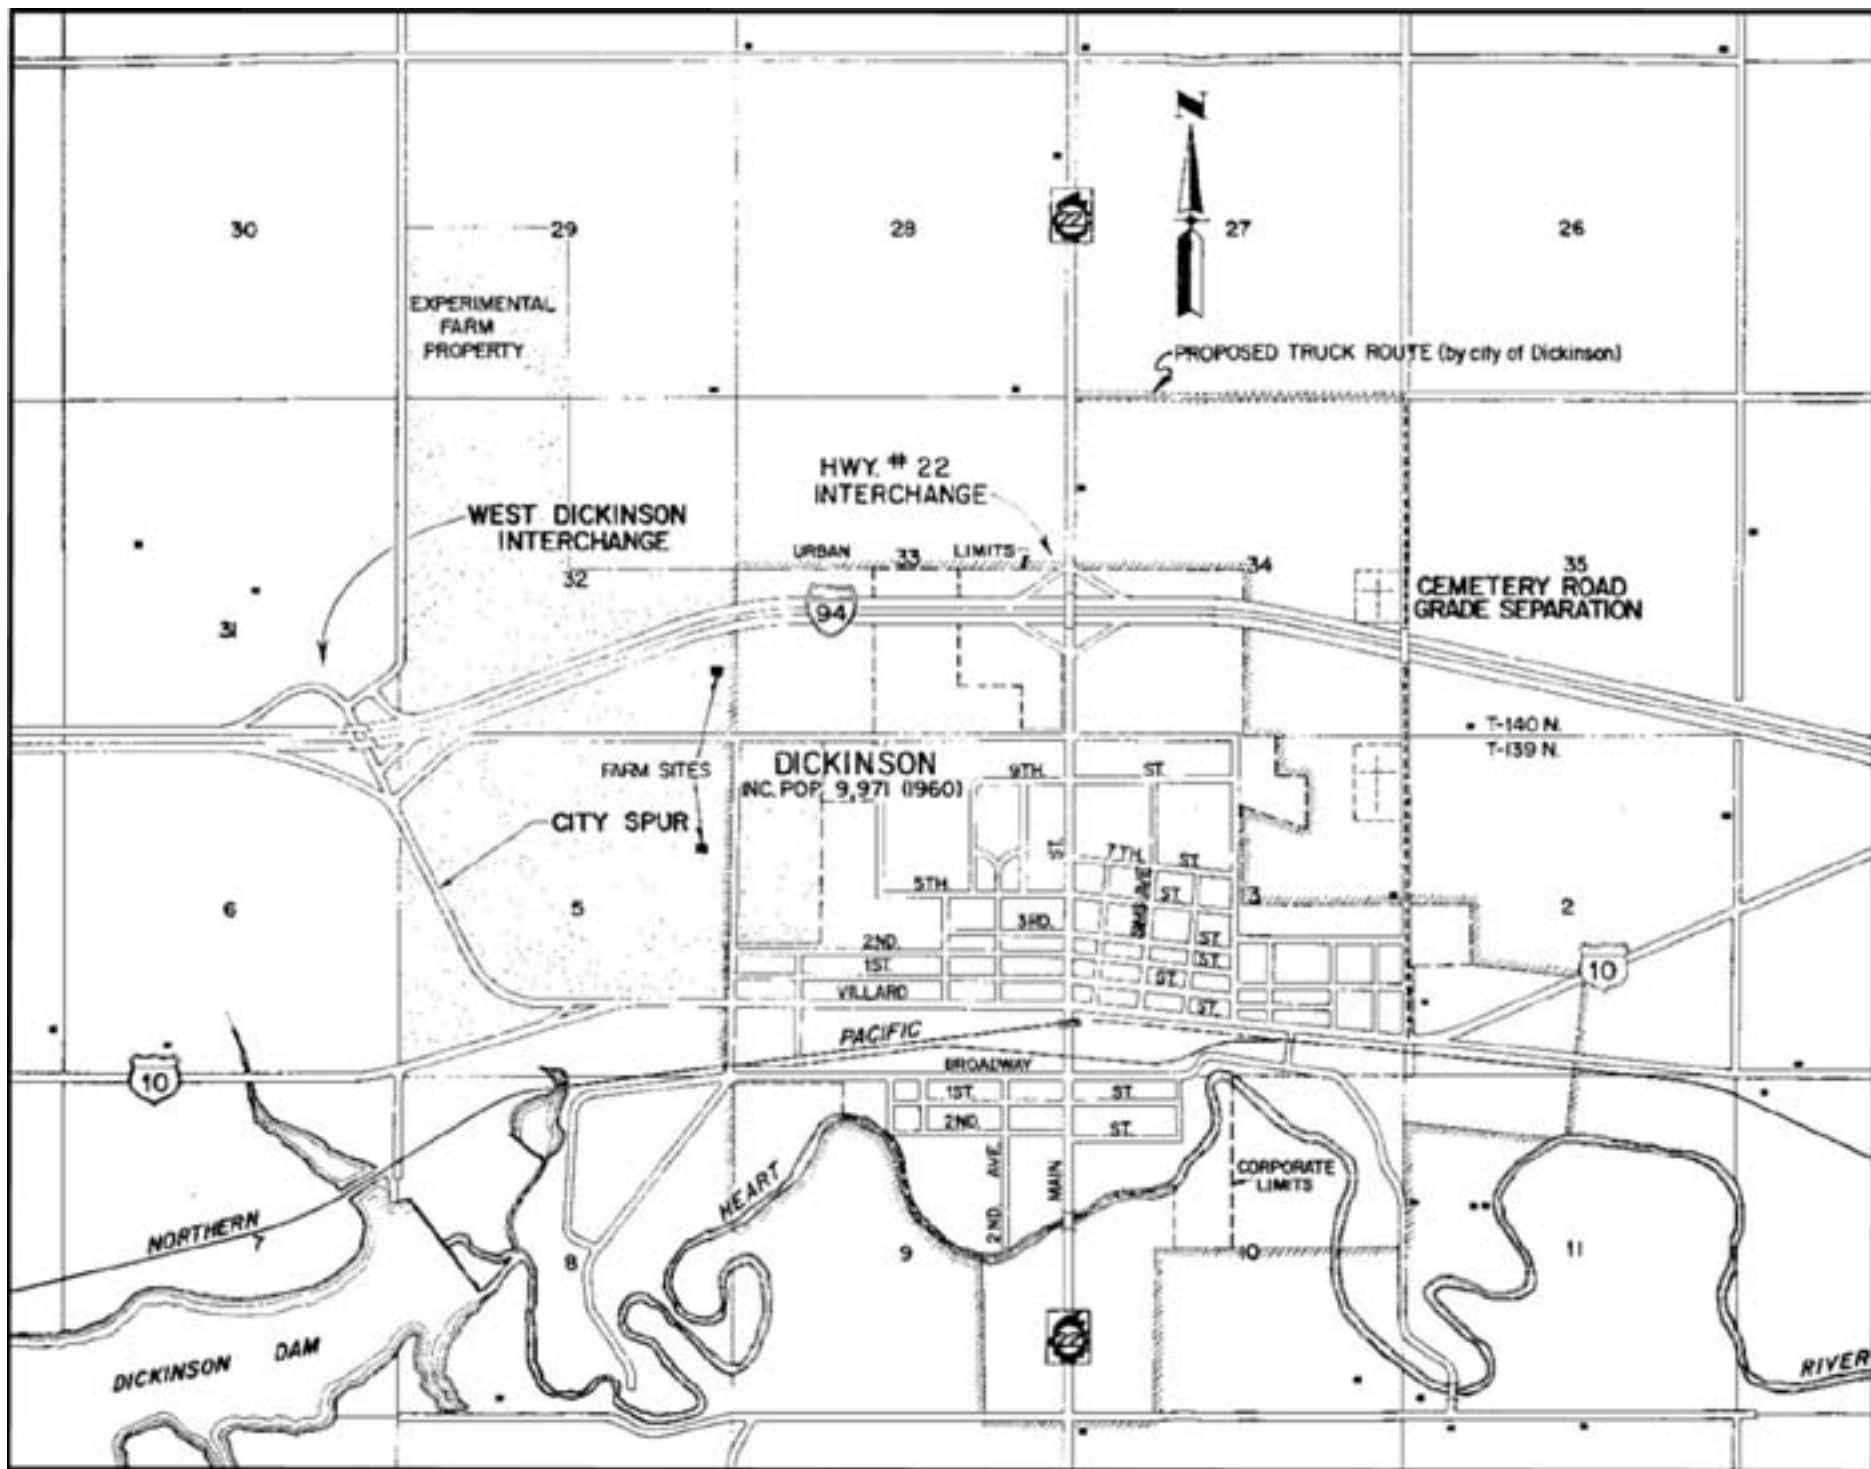 N
30
29
28
22
27
26
EXPERIMENTAL
FARM
PROPERTY
PROPOSED TRUCK ROUTE (by city of Dickinson)
HWY. # 22
INTERCHANGE
WEST DICKINSON
INTERCHANGE
URBAN
33
LIMITS
34
35
32
CEMETERY ROAD
GRADE SEPARATION
94
31
T-140 N.
T-139 N.
FARM SITES
DICKINSON
INC. POP. 9,971 (1960)
9TH.
ST.
CITY SPUR
ST.
7TH.
ST.
5TH.
SIMS AVE
ST.
3
6
5
2
3RD.
2ND.
ST.
1ST.
ST.
10
VILLARD
ST.
ST.
PACIFIC
BROADWAY
10
1ST.
ST.
2ND.
ST.
HEART
2ND. AVE.
MAIN
CORPORATE
LIMITS
NORTHERN
7
8
9
10
11
22
DICKINSON DAM
RIVER